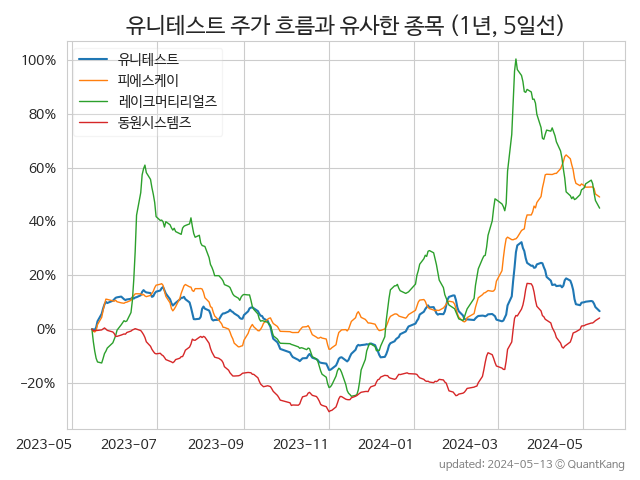 유니테스트 주가 흐름과 유사한 종목 (1년, 5일선)
유니테스트
피에스케이
레이크머티리얼즈
동원시스템즈
100%
80%
60%
40%
20%
0%
−20%
2023-05
2023-07
2023-09
2023-11
2024-01
2024-03
2024-05
updated: 2024-05-13 ⓒ QuantKang